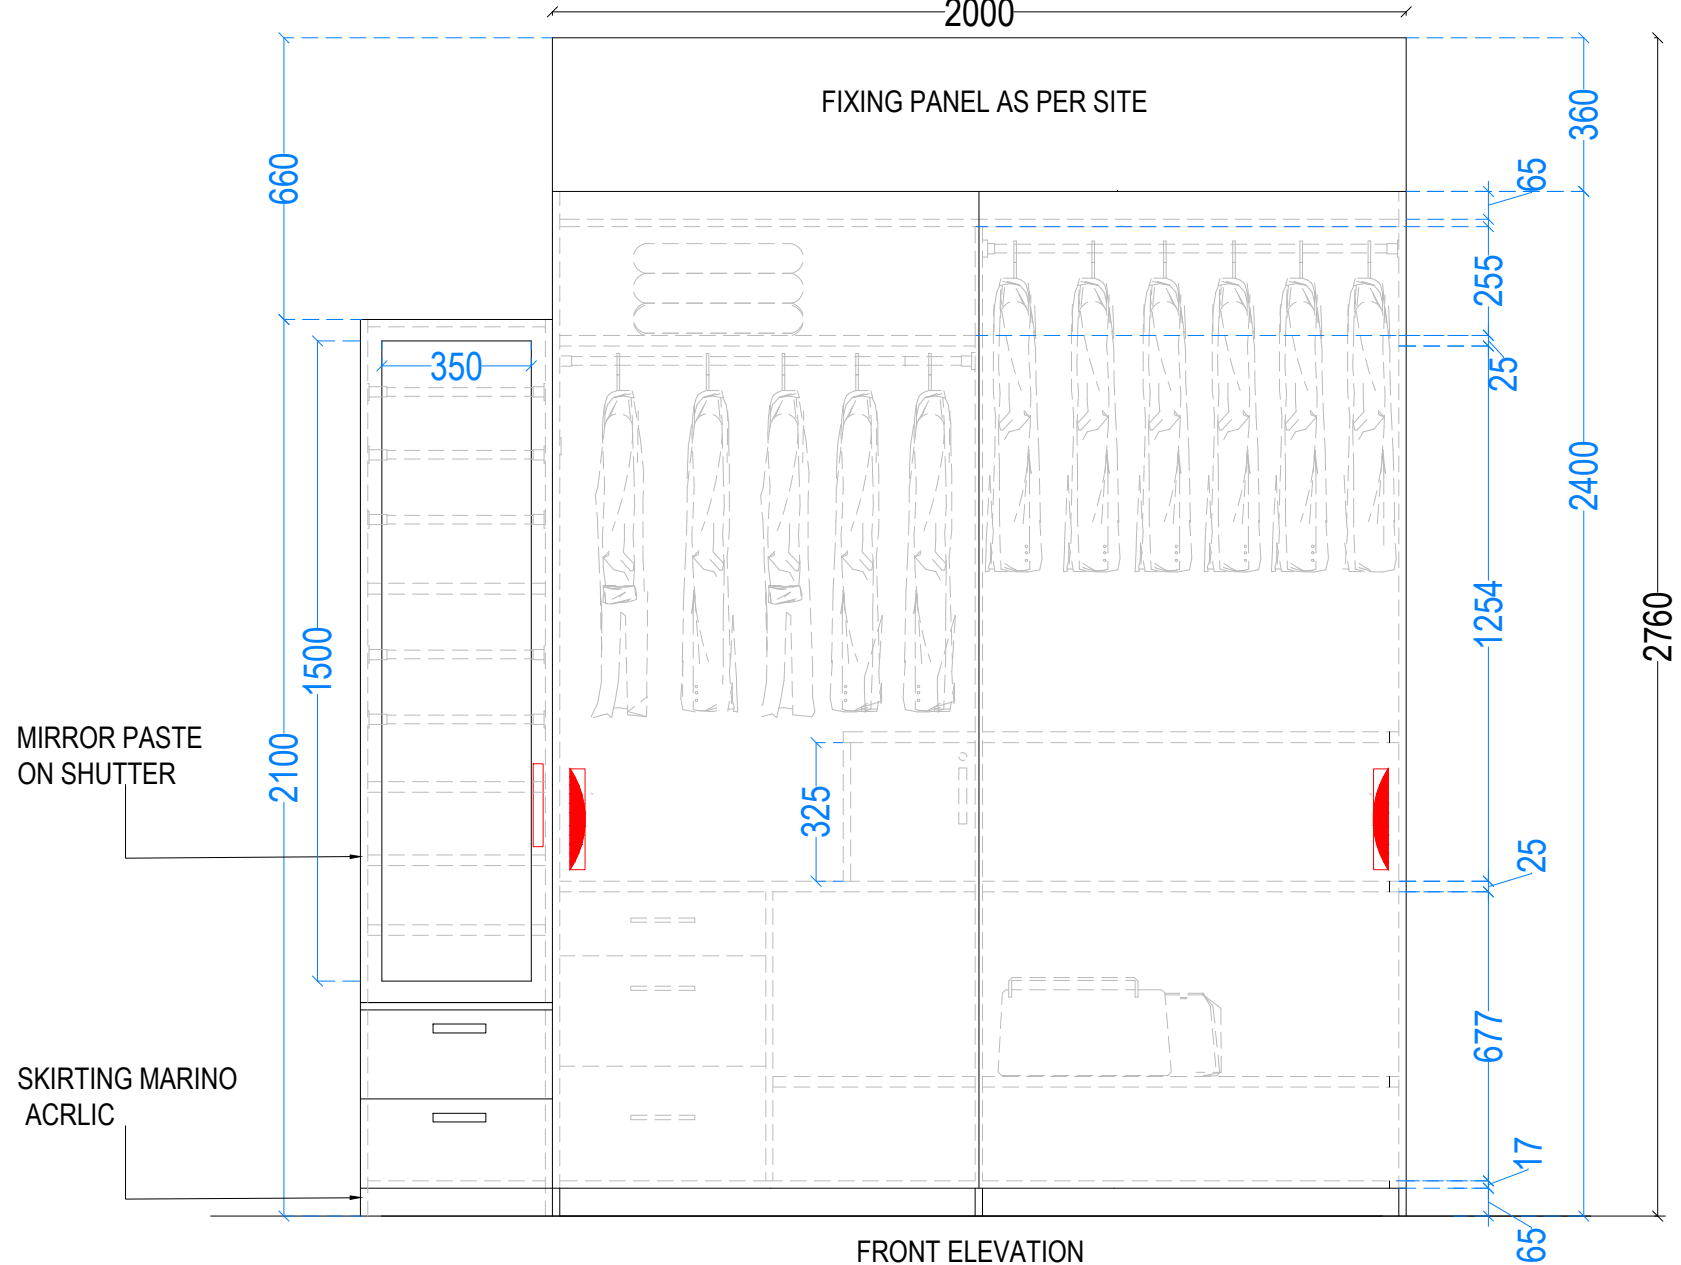 2000
FIXING PANEL AS PER SITE
360
65
660
255
350
25
2400
1254
2760
1500
MIRROR PASTE
ON SHUTTER
2100
325
25
677
SKIRTING MARINO
ACRLIC
17
65
FRONT ELEVATION